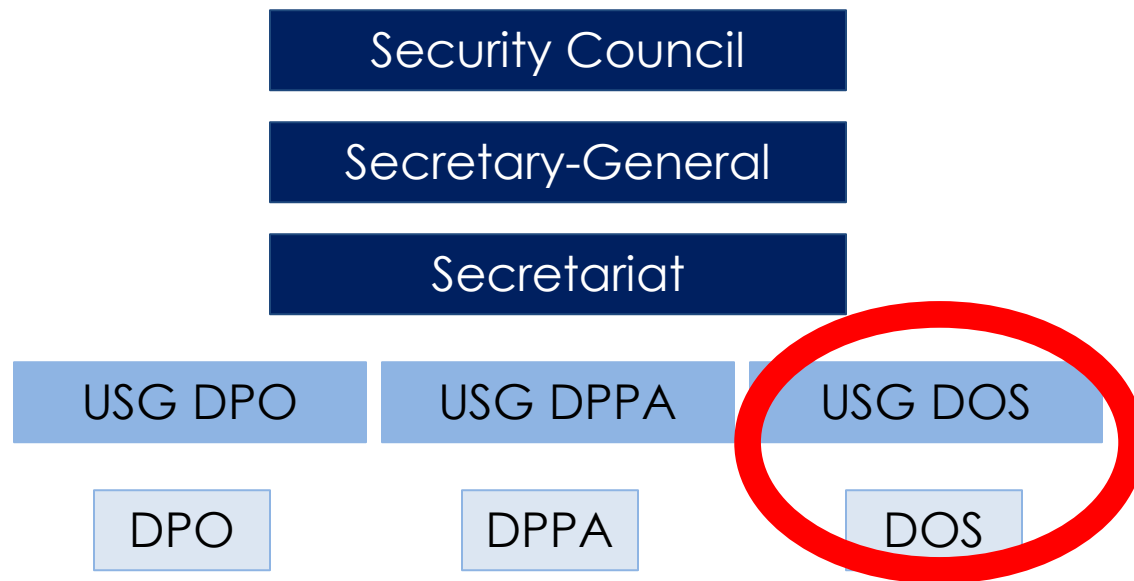 Security Council
Secretary-General
Secretariat
USG DPO
USG DPPA
USG DOS
DPO
DPPA
DOS